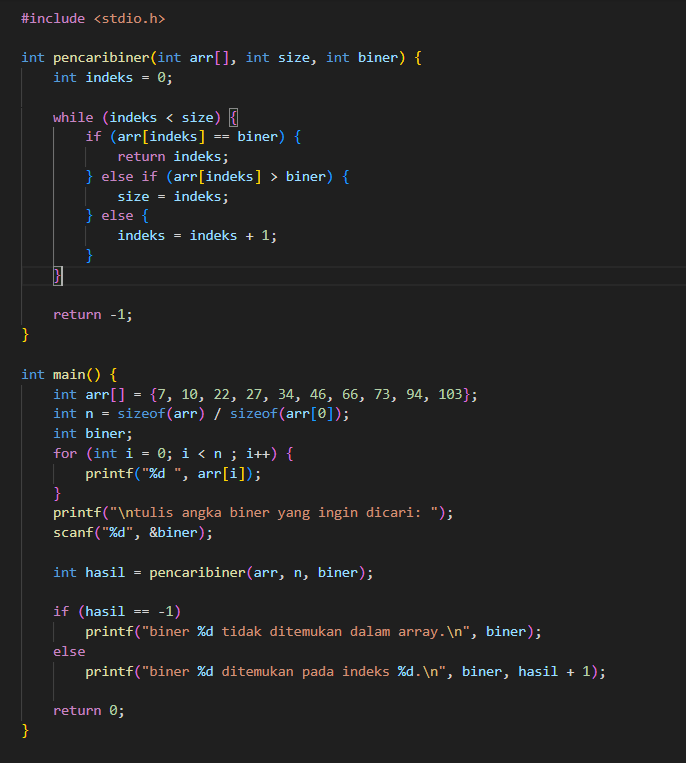 #include <stdio.h>
int pencaribiner(int arr[], int size, int biner) {
int indeks = 0;
while (indeks < size) {
if (arr[indeks] == biner) {
return indeks;
} else if (arr[indeks] > biner) {
size = indeks;
} else {
indeks = indeks + 1;
}
}
return -1;
}
int main() {
int arr[] = {7, 10, 22, 27, 34, 46, 66, 73, 94, 103};
int n = sizeof(arr) / sizeof(arr[0]);
int biner;
for (int i = 0; i < n ; i++) {
printf("%d ", arr[i]);
}
printf("\ntulis angka biner yang ingin dicari: ");
scanf("%d", &biner);
int hasil = pencaribiner(arr, n, biner);
if (hasil == -1)
printf("biner %d tidak ditemukan dalam array.\n", biner);
else
printf("biner %d ditemukan pada indeks %d.\n", biner, hasil + 1);
return 0;
}